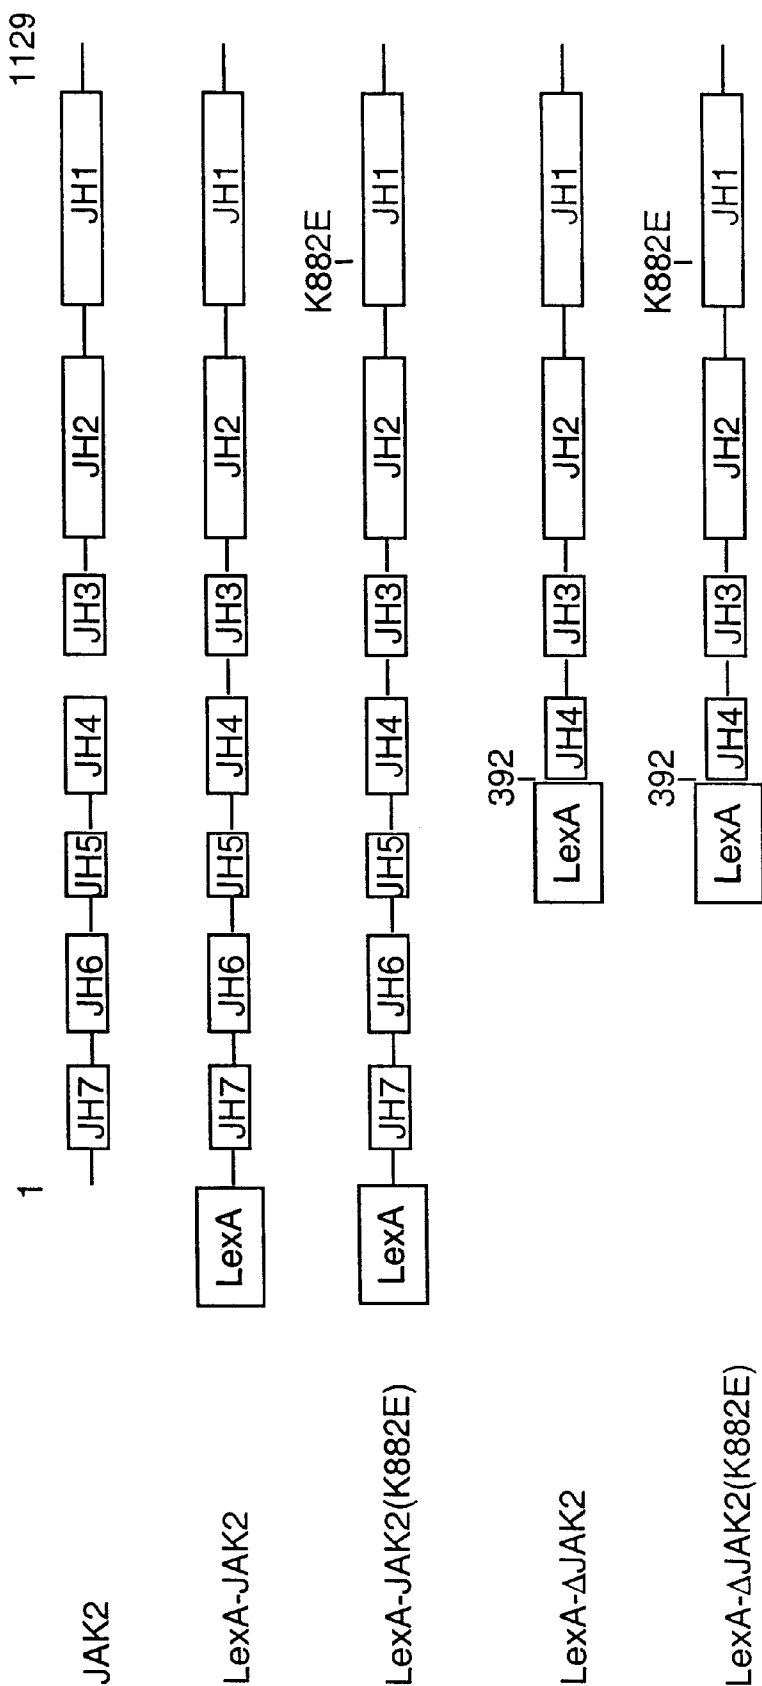 1 1129
JAK2 JH7 JH6 JH5 JH4 JH3 JH2 JH1
LexA-JAK2 LexA JH7 JH6 JH5 JH4 JH3 JH2 JH1
K882E
LexA-JAK2(K882E) LexA JH7 JH6 JH5 JH4 JH3 JH2 JH1
392
LexA-ΔJAK2 LexA JH4 JH3 JH2 JH1
392 K882E
LexA-ΔJAK2(K882E) LexA JH4 JH3 JH2 JH1